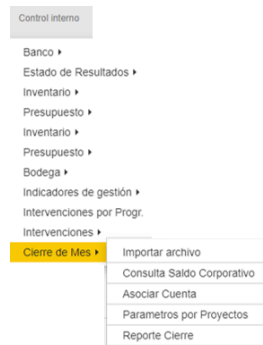 Control interno
Banco
Estado de Resultados
Inventario
Presupuesto
Inventario
Presupuesto
Bodega
Indicadores de gestión
Intervenciones por Progr.
Intervenciones
Cierre de Mes
Importar archivo
Consulta Saldo Corporativo
Asociar Cuenta
Parametros por Proyectos
Reporte Cierre